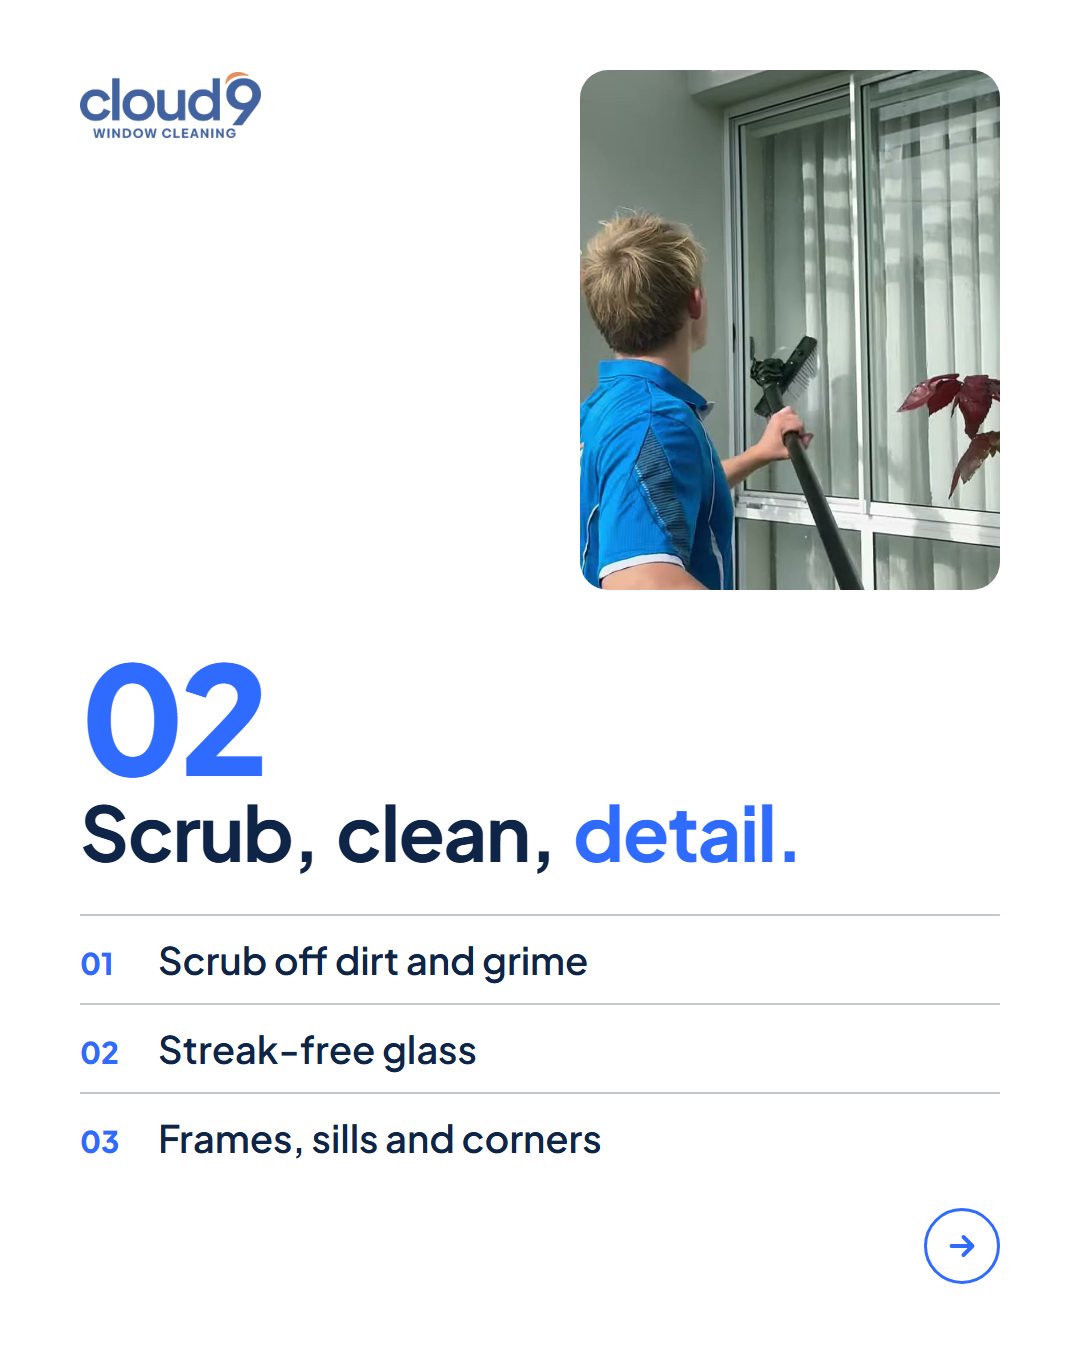 cloud9
WINDOW CLEANING
02
Scrub, clean, detail.
01 Scrub off dirt and grime
02 Streak-free glass
03 Frames, sills and corners